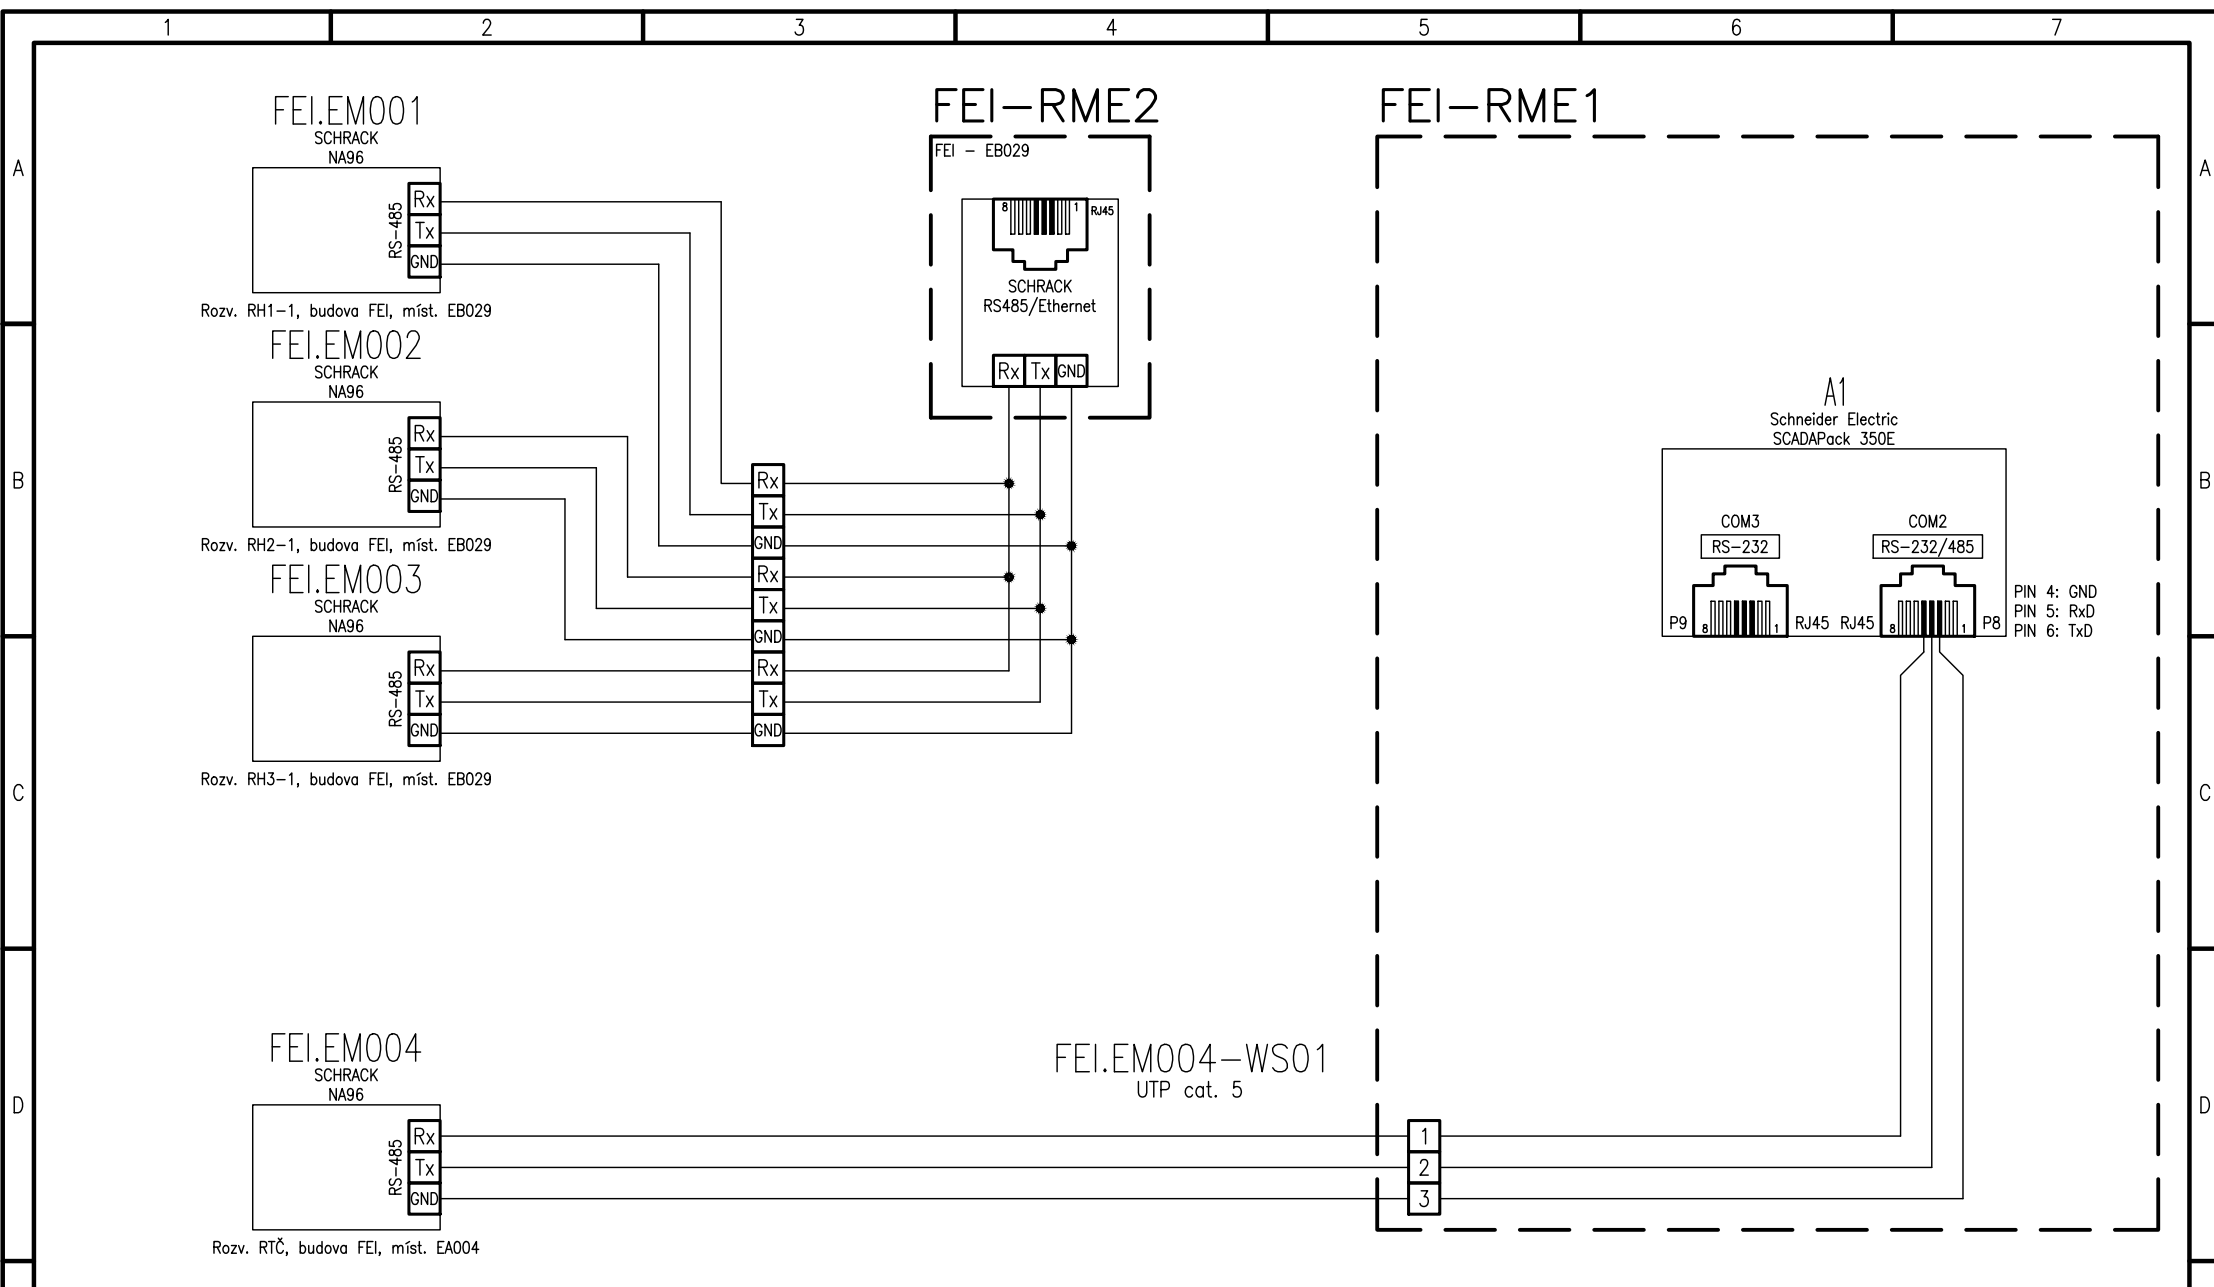 1 2 3 4 5 6 7
A
B
C
D
A
B
C
D
FEI.EM001
SCHRACK
NA96
RS-485
Rx
Tx
GND
Rozv. RH1-1, budova FEI, míst. EB029
FEI.EM002
SCHRACK
NA96
RS-485
Rx
Tx
GND
Rozv. RH2-1, budova FEI, míst. EB029
FEI.EM003
SCHRACK
NA96
RS-485
Rx
Tx
GND
Rozv. RH3-1, budova FEI, míst. EB029
Rx
Tx
GND
Rx
Tx
GND
Rx
Tx
GND
FEI-RME2
FEI - EB029
8 1 RJ45
SCHRACK
RS485/Ethernet
Rx Tx GND
FEI-RME1
A1
Schneider Electric
SCADAPack 350E
COM3
RS-232
P9 8 1 RJ45
COM2
RS-232/485
RJ45 8 1 P8
PIN 4: GND
PIN 5: RxD
PIN 6: TxD
FEI.EM004
SCHRACK
NA96
RS-485
Rx
Tx
GND
Rozv. RTČ, budova FEI, míst. EA004
FEI.EM004-WS01
UTP cat. 5
1
2
3